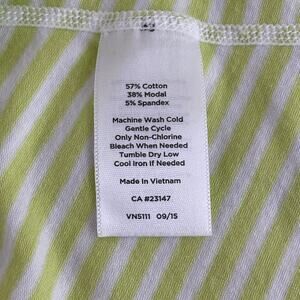 57% Cotton
38% Modal
5% Spandex
Machine Wash Cold
Gentle Cycle
Only Non-Chlorine
Bleach When Needed
Tumble Dry Low
Cool Iron if Needed
Made in Vietnam
CA #23147
VN5111 09/15